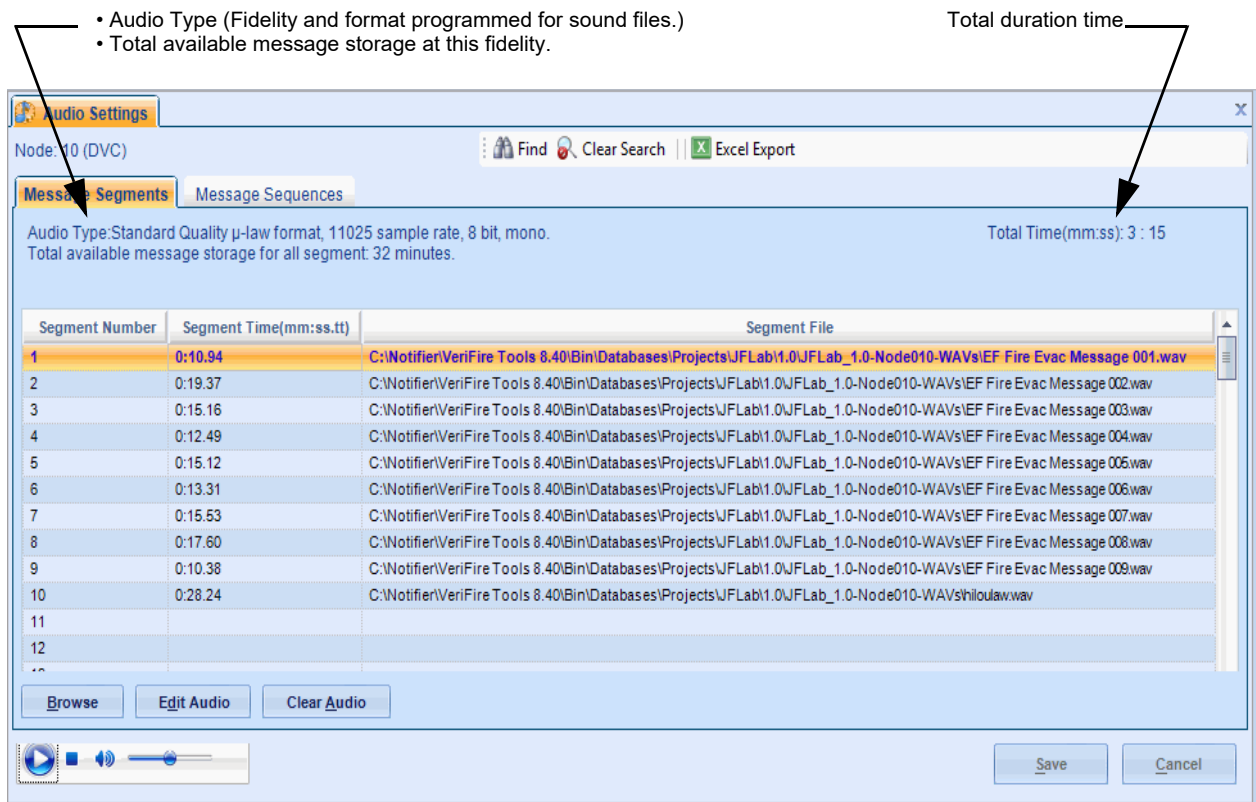 • Audio Type (Fidelity and format programmed for sound files.)
• Total available message storage at this fidelity.
Total duration time
Audio Settings
X
Node: 10 (DVC)
Find Clear Search Excel Export
Message Segments Message Sequences
Audio Type:Standard Quality µ-law format, 11025 sample rate, 8 bit, mono.
Total available message storage for all segment: 32 minutes.
Total Time(mm:ss): 3 : 15
Segment Number Segment Time(mm:ss.tt) Segment File
1 0:10.94 C:\Notifier\VeriFire Tools 8.40\Bin\Databases\Projects\JFLab\1.0\JFLab_1.0-Node010-WAVs\EF Fire Evac Message 001.wav
2 0:19.37 C:\Notifier\VeriFire Tools 8.40\Bin\Databases\Projects\JFLab\1.0\JFLab_1.0-Node010-WAVs\EF Fire Evac Message 002.wav
3 0:15.16 C:\Notifier\VeriFire Tools 8.40\Bin\Databases\Projects\JFLab\1.0\JFLab_1.0-Node010-WAVs\EF Fire Evac Message 003.wav
4 0:12.49 C:\Notifier\VeriFire Tools 8.40\Bin\Databases\Projects\JFLab\1.0\JFLab_1.0-Node010-WAVs\EF Fire Evac Message 004.wav
5 0:15.12 C:\Notifier\VeriFire Tools 8.40\Bin\Databases\Projects\JFLab\1.0\JFLab_1.0-Node010-WAVs\EF Fire Evac Message 005.wav
6 0:13.31 C:\Notifier\VeriFire Tools 8.40\Bin\Databases\Projects\JFLab\1.0\JFLab_1.0-Node010-WAVs\EF Fire Evac Message 006.wav
7 0:15.53 C:\Notifier\VeriFire Tools 8.40\Bin\Databases\Projects\JFLab\1.0\JFLab_1.0-Node010-WAVs\EF Fire Evac Message 007.wav
8 0:17.60 C:\Notifier\VeriFire Tools 8.40\Bin\Databases\Projects\JFLab\1.0\JFLab_1.0-Node010-WAVs\EF Fire Evac Message 008.wav
9 0:10.38 C:\Notifier\VeriFire Tools 8.40\Bin\Databases\Projects\JFLab\1.0\JFLab_1.0-Node010-WAVs\EF Fire Evac Message 009.wav
10 0:28.24 C:\Notifier\VeriFire Tools 8.40\Bin\Databases\Projects\JFLab\1.0\JFLab_1.0-Node010-WAVs\hiloulaw.wav
11
12
Browse Edit Audio Clear Audio
Save Cancel